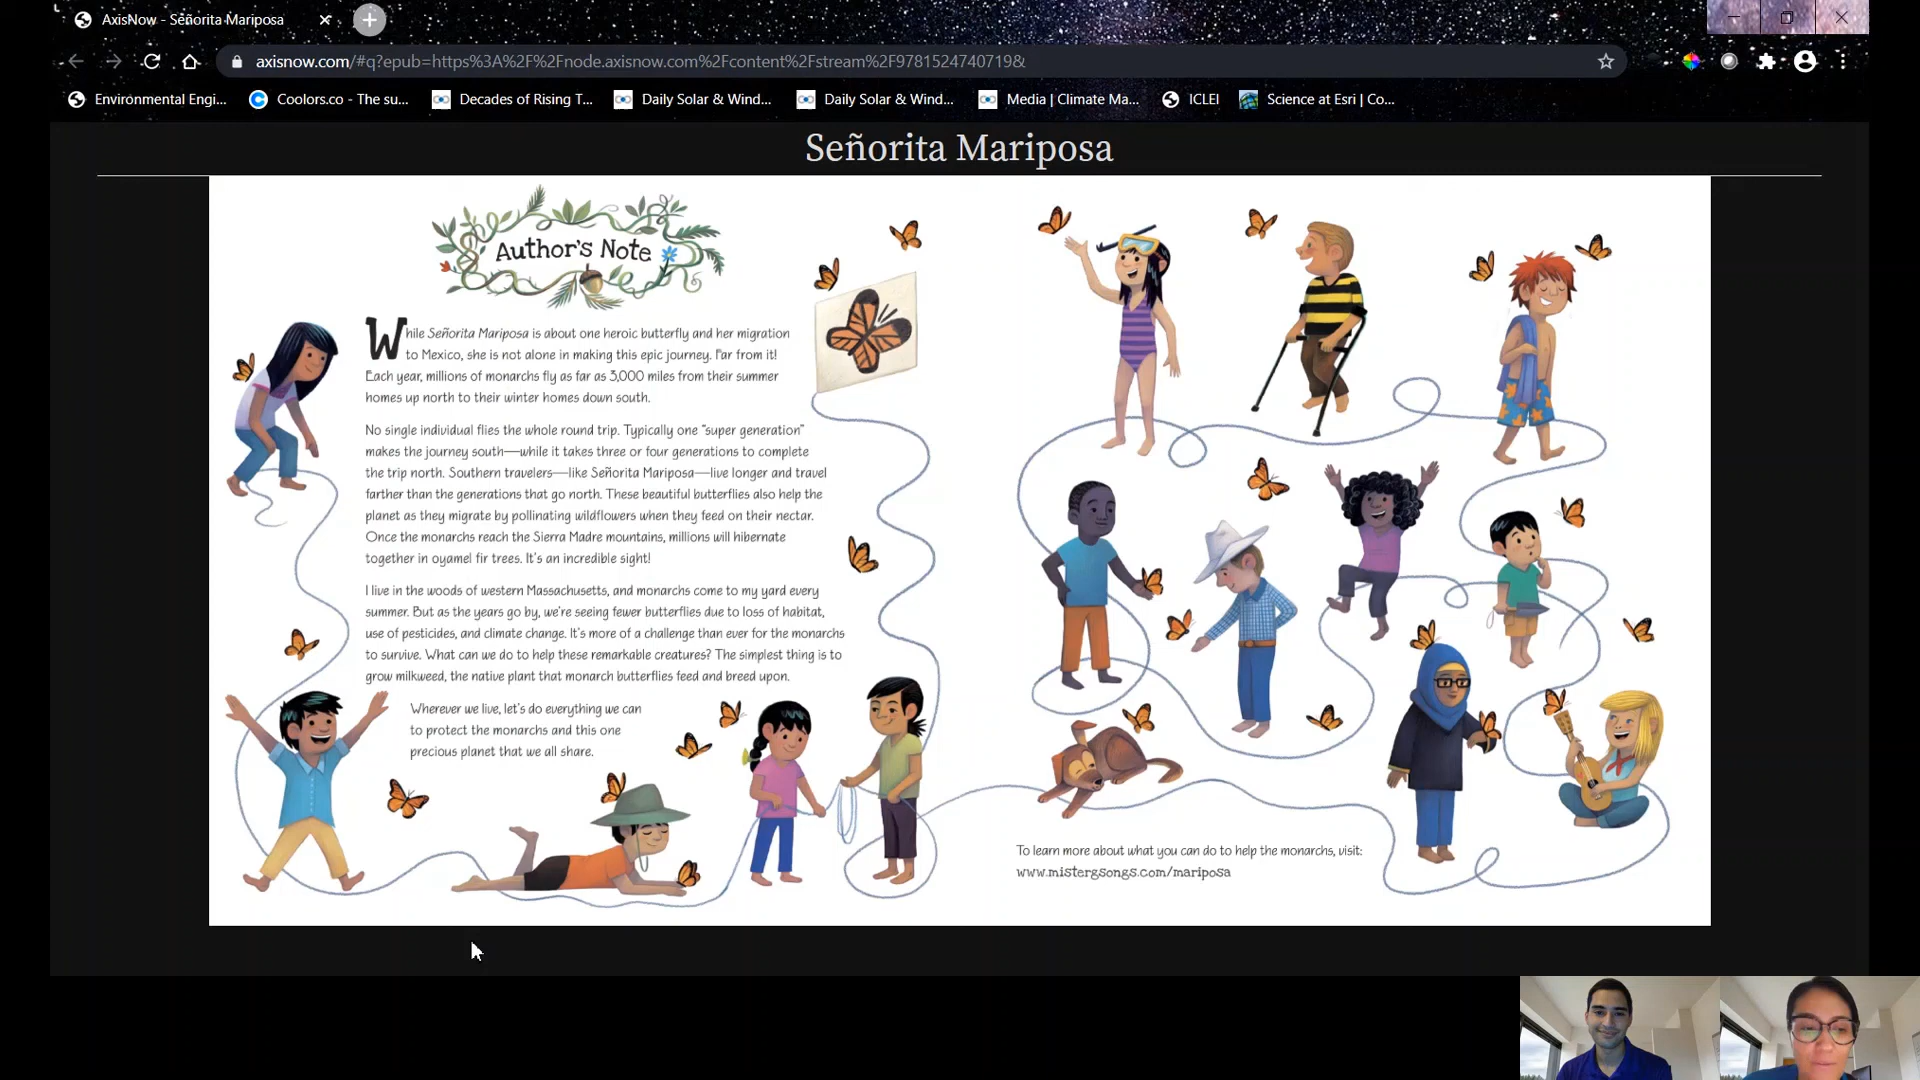 AxisNow - Señorita Mariposa
axisnow.com/#q?epub=https%3A%2F%2Fnode.axisnow.com%2Fcontent%2Fstream%2F9781524740719&
Environmental Engi...
Coolors.co - The su...
Decades of Rising T...
Daily Solar & Wind...
Daily Solar & Wind...
Media | Climate Ma...
ICLEI
Science at Esri | Co...
Señorita Mariposa
Author's Note
While Señorita Mariposa is about one heroic butterfly and her migration
to Mexico, she is not alone in making this epic journey. Far from it!
Each year, millions of monarchs fly as far as 3,000 miles from their summer
homes up north to their winter homes down south.
No single individual flies the whole round trip. Typically one "super generation"
makes the journey south—while it takes three or four generations to complete
the trip north. Southern travelers—like Señorita Mariposa—live longer and travel
farther than the generations that go north. These beautiful butterflies also help the
planet as they migrate by pollinating wildflowers when they feed on their nectar.
Once the monarchs reach the Sierra Madre mountains, millions will hibernate
together in oyamel fir trees. It's an incredible sight!
I live in the woods of western Massachusetts, and monarchs come to my yard every
summer. But as the years go by, we're seeing fewer butterflies due to loss of habitat,
use of pesticides, and climate change. It's more of a challenge than ever for the monarchs
to survive. What can we do to help these remarkable creatures? The simplest thing is to
grow milkweed, the native plant that monarch butterflies feed and breed upon.
Wherever we live, let's do everything we can
to protect the monarchs and this one
precious planet that we all share.
To learn more about what you can do to help the monarchs, visit:
www.mistergsongs.com/mariposa